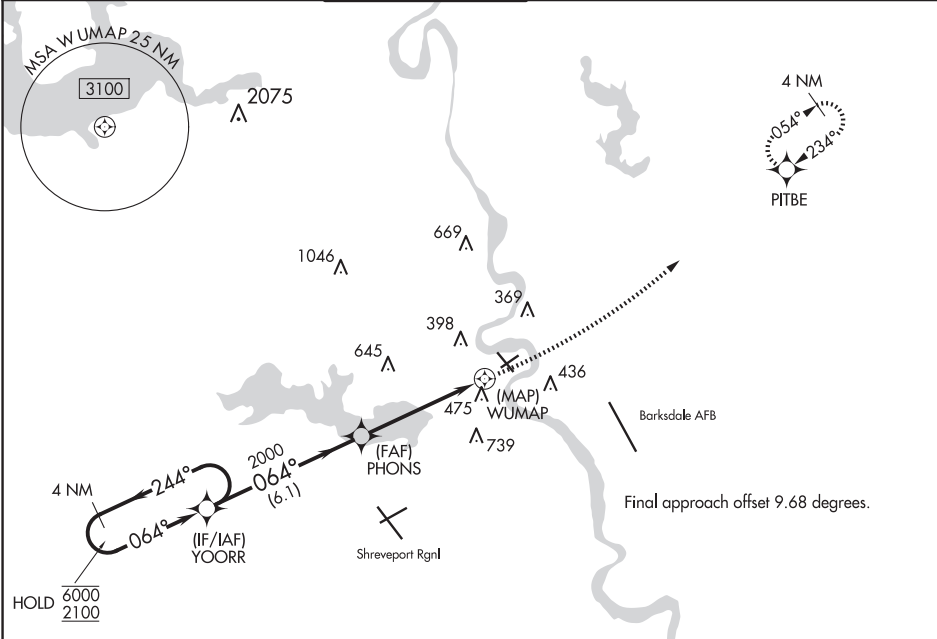 MSA WUMAP 25 NM
3100
2075
4 NM
054°
234°
PITBE
669
1046
369
398
645
436
(MAP)
WUMAP
475
739
Barksdale AFB
(FAF)
PHONS
2000
064°
(6.1)
244°
4 NM
064°
Final approach offset 9.68 degrees.
(IF/IAF)
YOORR
Shreveport Rgnl
HOLD
6000
2100